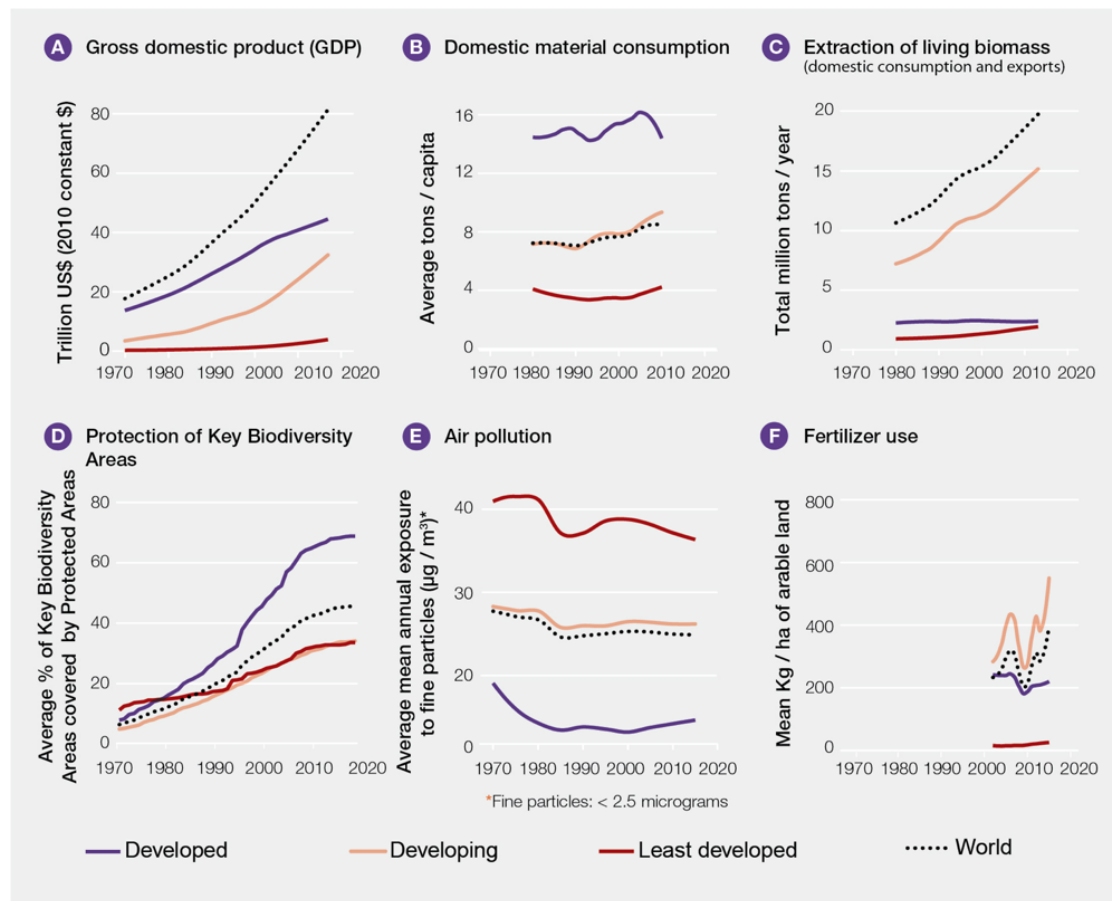 A Gross domestic product (GDP)
Trillion US$ (2010 constant $)
80
60
40
20
0
1970 1980 1990 2000 2010 2020
B Domestic material consumption
Average tons / capita
16
12
8
4
0
1970 1980 1990 2000 2010 2020
C Extraction of living biomass
(domestic consumption and exports)
Total million tons / year
20
15
10
5
0
1970 1980 1990 2000 2010 2020
D Protection of Key Biodiversity
Areas
Average % of Key Biodiversity
Areas covered by Protected Areas
80
60
40
20
0
1970 1980 1990 2000 2010 2020
E Air pollution
Average mean annual exposure
to fine particles (µg / m³)*
40
30
20
0
1970 1980 1990 2000 2010 2020
*Fine particles: < 2.5 micrograms
F Fertilizer use
Mean Kg / ha of arable land
800
600
400
200
0
1970 1980 1990 2000 2010 2020
Developed
Developing
Least developed
World